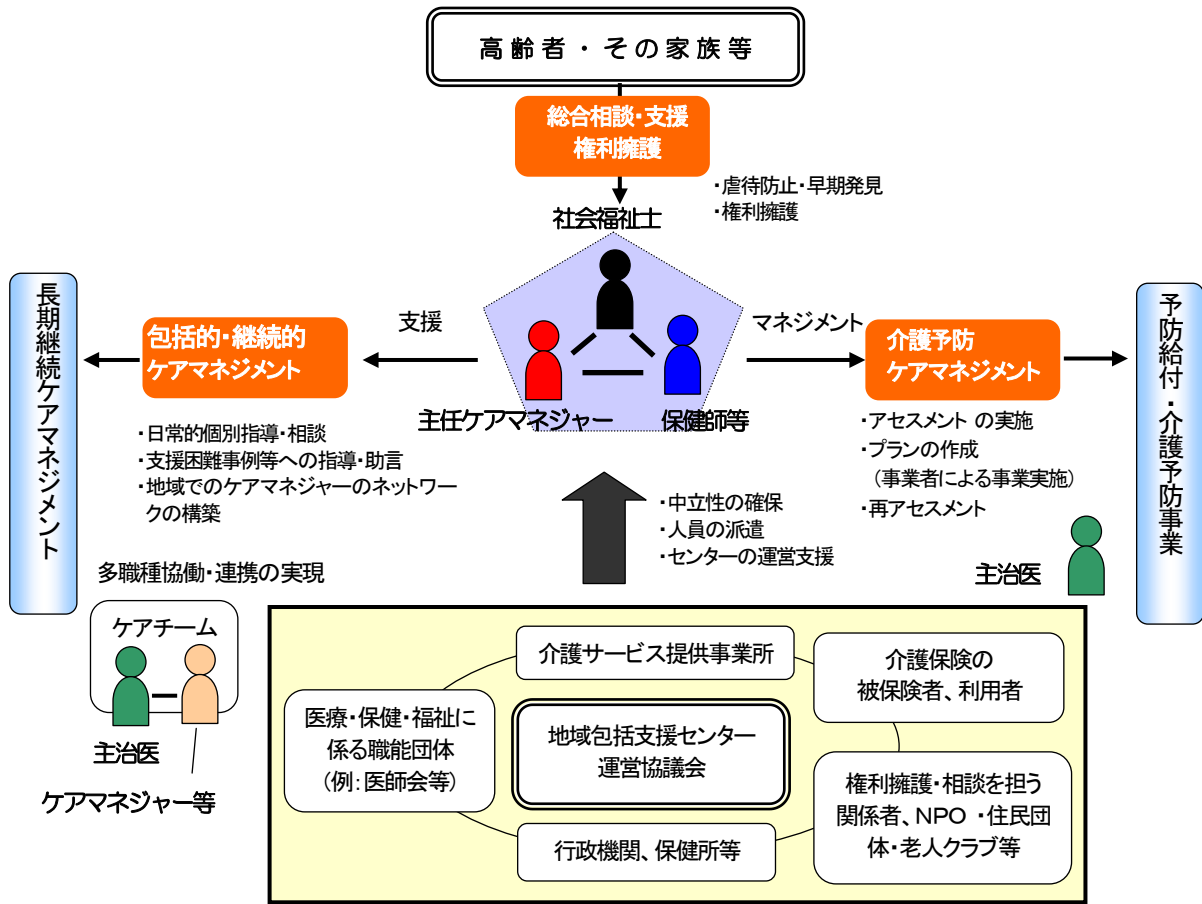 高齢者・その家族等
総合相談・支援
権利擁護
・虐待防止・早期発見
・権利擁護
社会福祉士
長期継続ケアマネジメント
包括的・継続的
ケアマネジメント
支援
マネジメント
介護予防
ケアマネジメント
予防給付・介護予防事業
主任ケアマネジャー
保健師等
・日常的個別指導・相談
・支援困難事例等への指導・助言
・地域でのケアマネジャーのネットワー
クの構築
・アセスメント の実施
・プランの作成
(事業者による事業実施)
・再アセスメント
・中立性の確保
・人員の派遣
・センターの運営支援
主治医
多職種協働・連携の実現
ケアチーム
主治医
ケアマネジャー等
介護サービス提供事業所
介護保険の
被保険者、利用者
医療・保健・福祉に
係る職能団体
(例:医師会等)
地域包括支援センター
運営協議会
権利擁護・相談を担う
関係者、NPO ・住民団
体・老人クラブ等
行政機関、保健所等